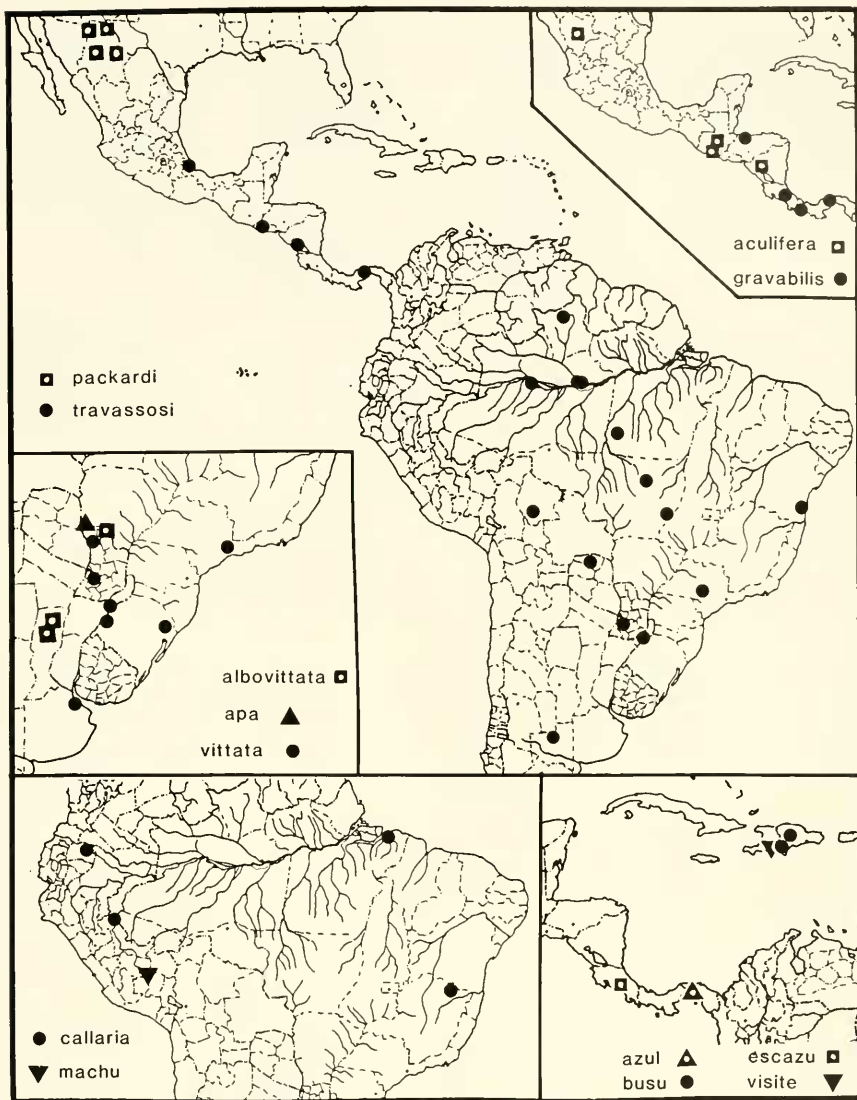 aculifera
gravabilis
packardi
travassosi
albovittata
apa
vittata
callaria
machu
azul escazu
busu visite